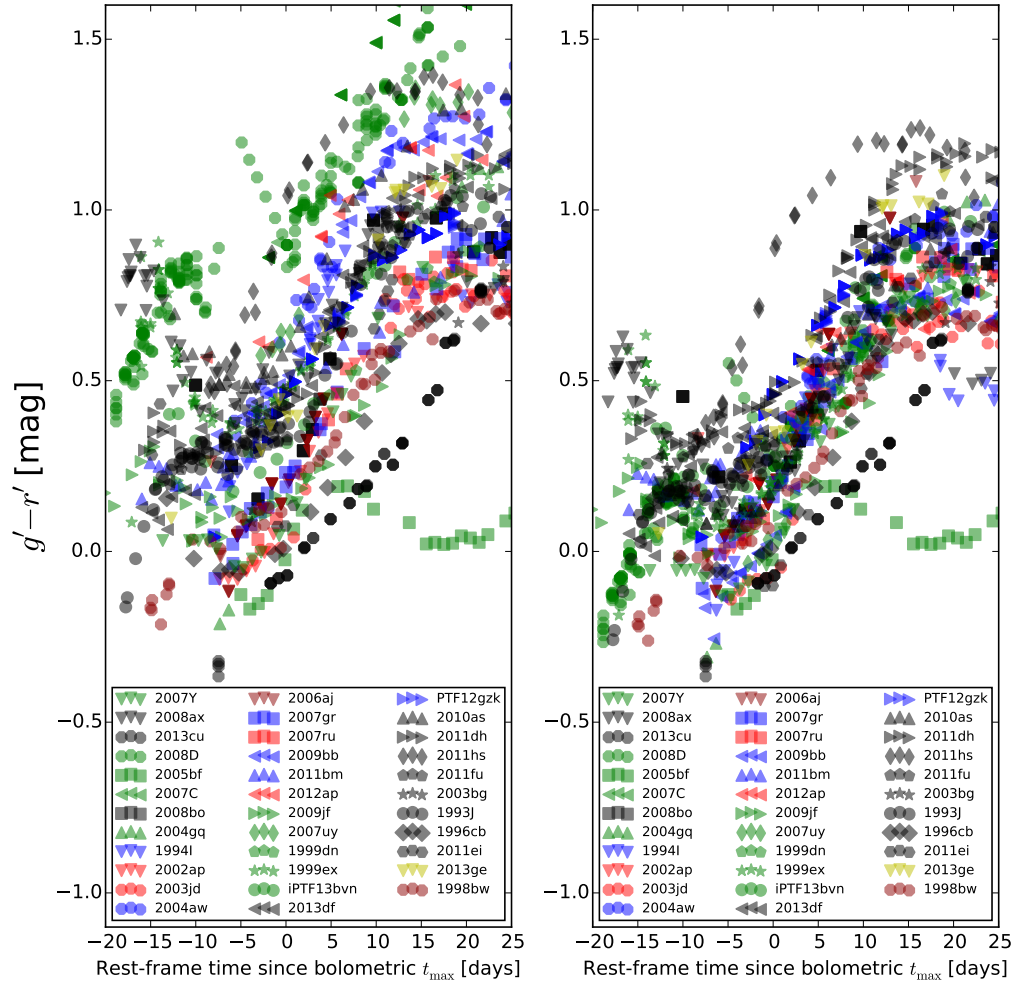 1.5
1.0
0.5
0.0
−0.5
−1.0
g′−r′ [mag]
2007Y 2006aj PTF12gzk
2008ax 2007gr 2010as
2013cu 2007ru 2011dh
2008D 2009bb 2011hs
2005bf 2011bm 2011fu
2007C 2012ap 2003bg
2008bo 2009jf 1993J
2004gq 2007uy 1996cb
1994I 1999dn 2011ei
2002ap 1999ex 2013ge
2003jd iPTF13bvn 1998bw
2004aw 2013df
−20 −15 −10 −5 0 5 10 15 20 25
Rest-frame time since bolometric tmax [days]
1.5
1.0
0.5
0.0
−0.5
−1.0
2007Y 2006aj PTF12gzk
2008ax 2007gr 2010as
2013cu 2007ru 2011dh
2008D 2009bb 2011hs
2005bf 2011bm 2011fu
2007C 2012ap 2003bg
2008bo 2009jf 1993J
2004gq 2007uy 1996cb
1994I 1999dn 2011ei
2002ap 1999ex 2013ge
2003jd iPTF13bvn 1998bw
2004aw 2013df
−20 −15 −10 −5 0 5 10 15 20 25
Rest-frame time since bolometric tmax [days]